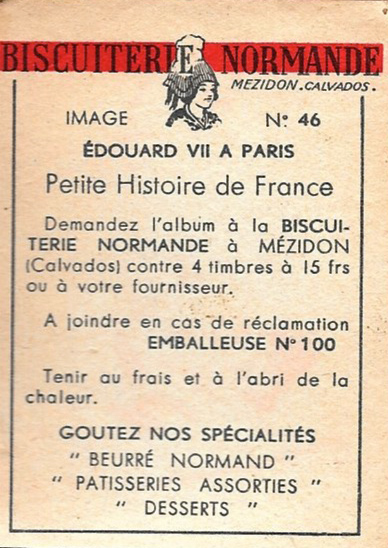 BISCUITERIE NORMANDE
MEZIDON. CALVADOS.
IMAGE N° 46
ÉDOUARD VII A PARIS
Petite Histoire de France
Demandez l'album à la BISCUI-
TERIE NORMANDE à MÉZIDON
(Calvados) contre 4 timbres à 15 frs
ou à votre fournisseur.
A joindre en cas de réclamation
EMBALLEUSE N° 100
Tenir au frais et à l'abri de la
chaleur.
GOUTEZ NOS SPÉCIALITÉS
" BEURRÉ NORMAND "
" PATISSERIES ASSORTIES "
" DESSERTS "